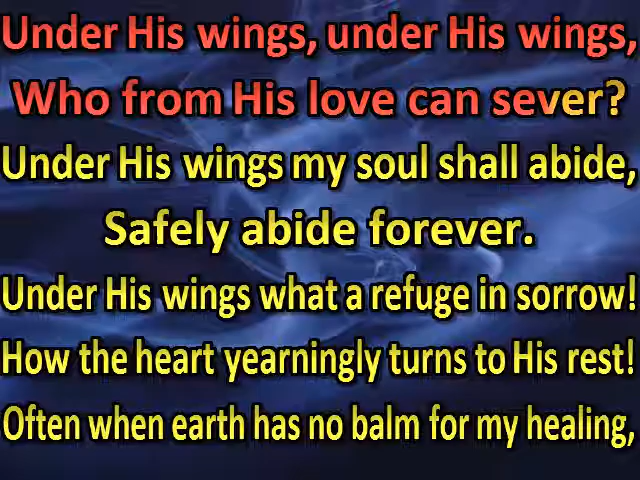 Under His wings, under His wings,
Who from His love can sever?
Under His wings my soul shall abide,
Safely abide forever.
Under His wings what a refuge in sorrow!
How the heart yearningly turns to His rest!
Often when earth has no balm for my healing,